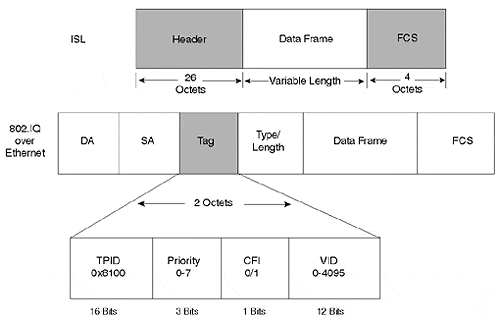 ISL
Header
Data Frame
FCS
26
Octets
Variable Length
4
Octets
802.IQ
over
Ethernet
DA
SA
Tag
Type/
Length
Data Frame
FCS
2 Octets
TPID
0x8100
Priority
0-7
CFI
0/1
VID
0-4095
16 Bits
3 Bits
1 Bits
12 Bits